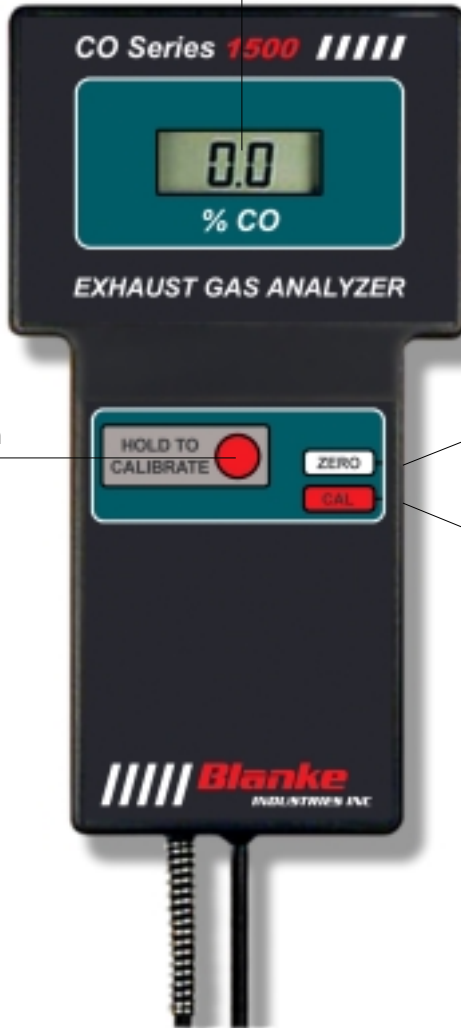 CO Series 1500
0.0
% CO
EXHAUST GAS ANALYZER
HOLD TO
CALIBRATE
ZERO
CAL
Blanke
INDUSTRIES INC